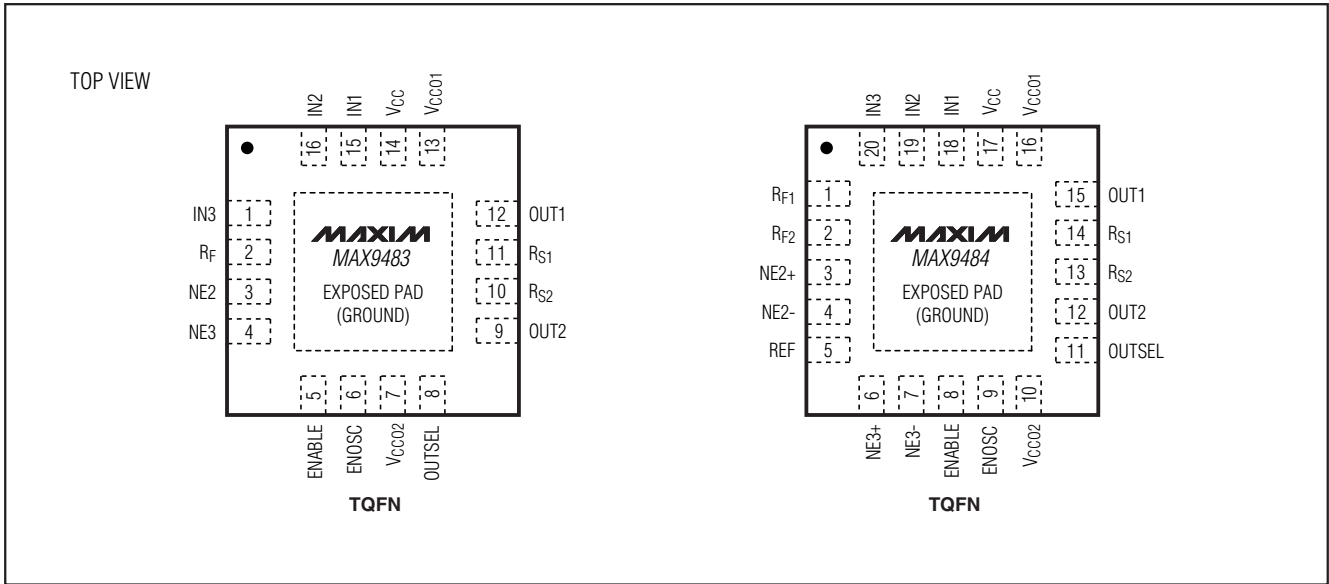 TOP VIEW
IN2
IN1
VCC
VCCO1
16
15
14
13
IN3 1
RF 2
NE2 3
NE3 4
MAXIM
MAX9483
EXPOSED PAD
(GROUND)
12 OUT1
11 RS1
10 RS2
9 OUT2
5
6
7
8
ENABLE
ENOSC
VCCO2
OUTSEL
TQFN
IN3
IN2
IN1
VCC
VCCO1
20
19
18
17
16
RF1 1
RF2 2
NE2+ 3
NE2- 4
REF 5
MAXIM
MAX9484
EXPOSED PAD
(GROUND)
15 OUT1
14 RS1
13 RS2
12 OUT2
11 OUTSEL
6
7
8
9
10
NE3+
NE3-
ENABLE
ENOSC
VCCO2
TQFN